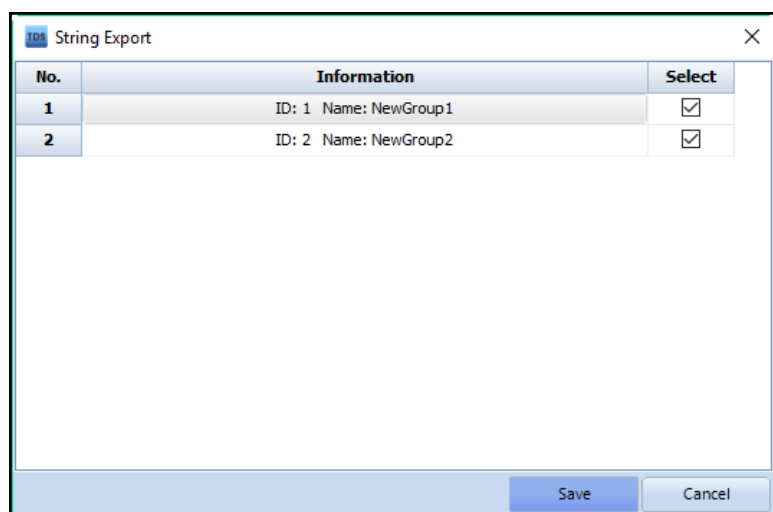 TDS String Export
No. Information Select
1 ID: 1 Name: NewGroup1
2 ID: 2 Name: NewGroup2
Save Cancel